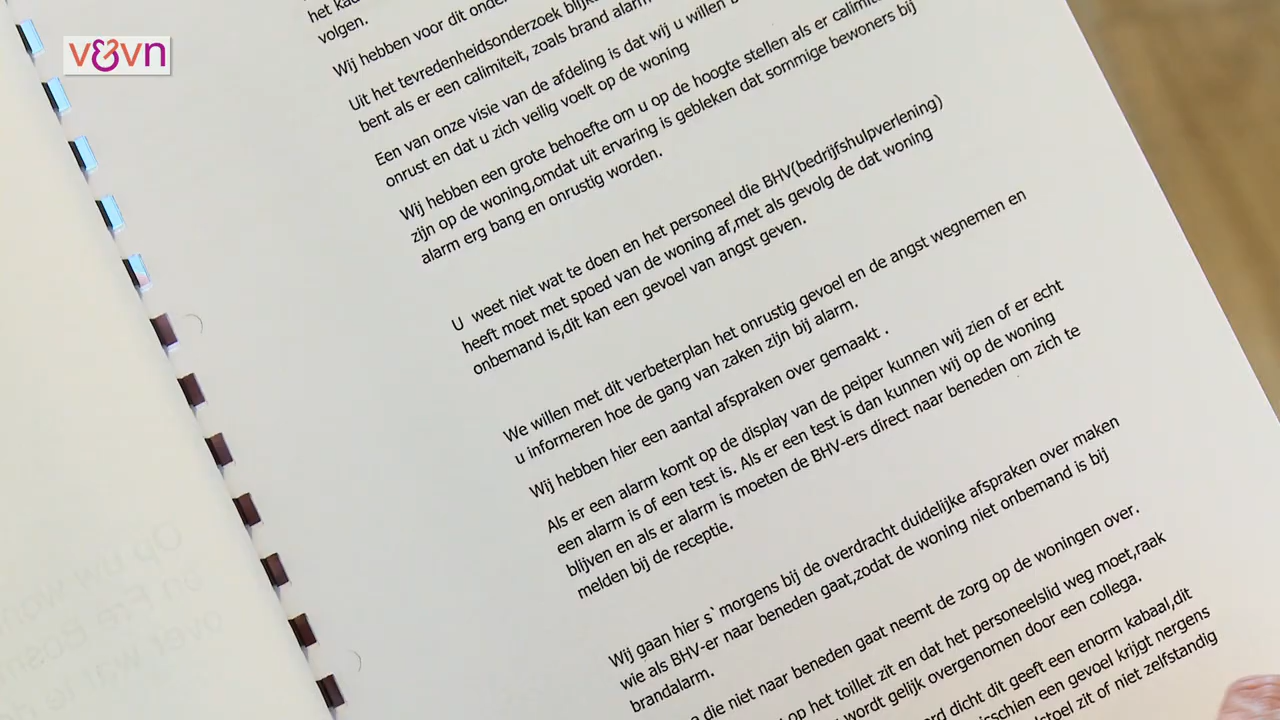 v&vn
het ka
volgen.
Wij hebben voor dit onder
Uit het tevredenheidsonderzoek blijk
bent als er een calimiteit, zoals brand alarm
Een van onze visie van de afdeling is dat wij u willen b
onrust en dat u zich veilig voelt op de woning
Wij hebben een grote behoefte om u op de hoogte stellen als er calimite
zijn op de woning,omdat uit ervaring is gebleken dat sommige bewoners bij
alarm erg bang en onrustig worden.
U weet niet wat te doen en het personeel die BHV(bedrijfshulpverlening)
heeft moet met spoed van de woning af,met als gevolg de dat woning
onbemand is,dit kan een gevoel van angst geven.
We willen met dit verbeterplan het onrustig gevoel en de angst wegnemen en
u informeren hoe de gang van zaken zijn bij alarm.
Wij hebben hier een aantal afspraken over gemaakt .
Als er een alarm komt op de display van de peiper kunnen wij zien of er echt
een alarm is of een test is. Als er een test is dan kunnen wij op de woning
blijven en als er alarm is moeten de BHV-ers direct naar beneden om zich te
melden bij de receptie.
Wij gaan hier s` morgens bij de overdracht duidelijke afspraken over maken
wie als BHV-er naar beneden gaat,zodat de woning niet onbemand is bij
brandalarm.
a die niet naar beneden gaat neemt de zorg op de woningen over.
op het toillet zit en dat het personeelslid weg moet,raak
wordt gelijk overgenomen door een collega.
rd dicht dit geeft een enorm kabaal,dit
isschien een gevoel krijgt nergens
lstoel zit of niet zelfstandig